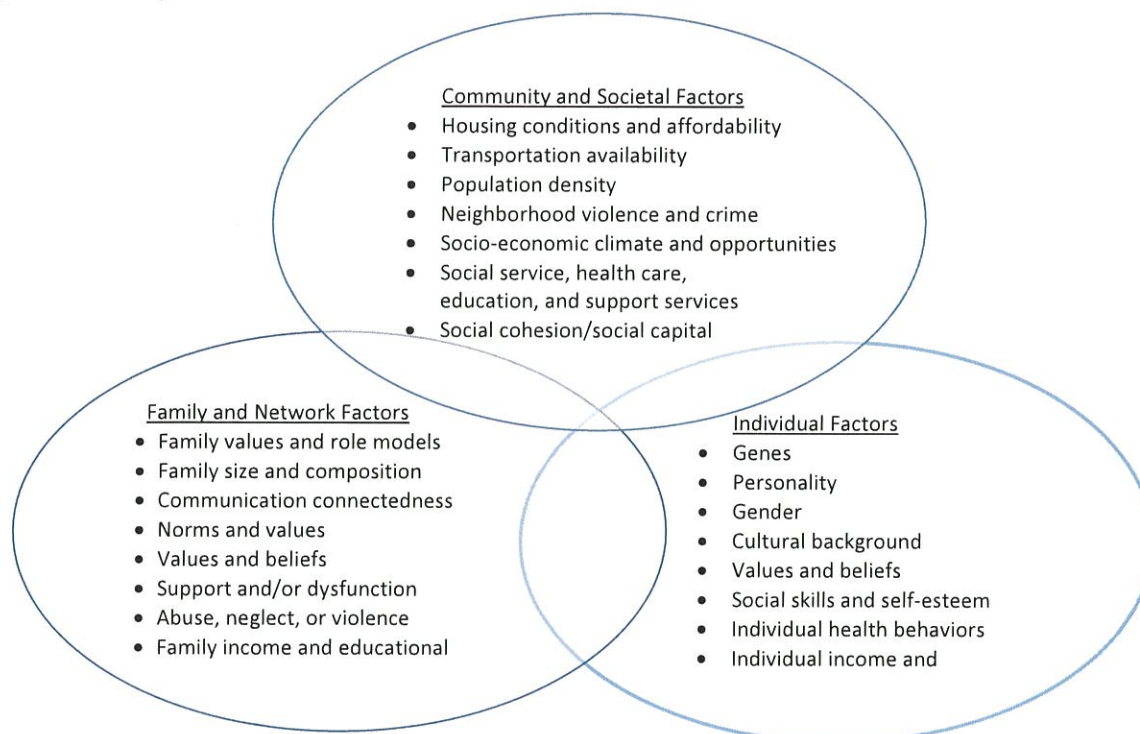 Community and Societal Factors
• Housing conditions and affordability
• Transportation availability
• Population density
• Neighborhood violence and crime
• Socio-economic climate and opportunities
• Social service, health care,
education, and support services
• Social cohesion/social capital
Family and Network Factors
• Family values and role models
• Family size and composition
• Communication connectedness
• Norms and values
• Values and beliefs
• Support and/or dysfunction
• Abuse, neglect, or violence
• Family income and educational
Individual Factors
• Genes
• Personality
• Gender
• Cultural background
• Values and beliefs
• Social skills and self-esteem
• Individual health behaviors
• Individual income and